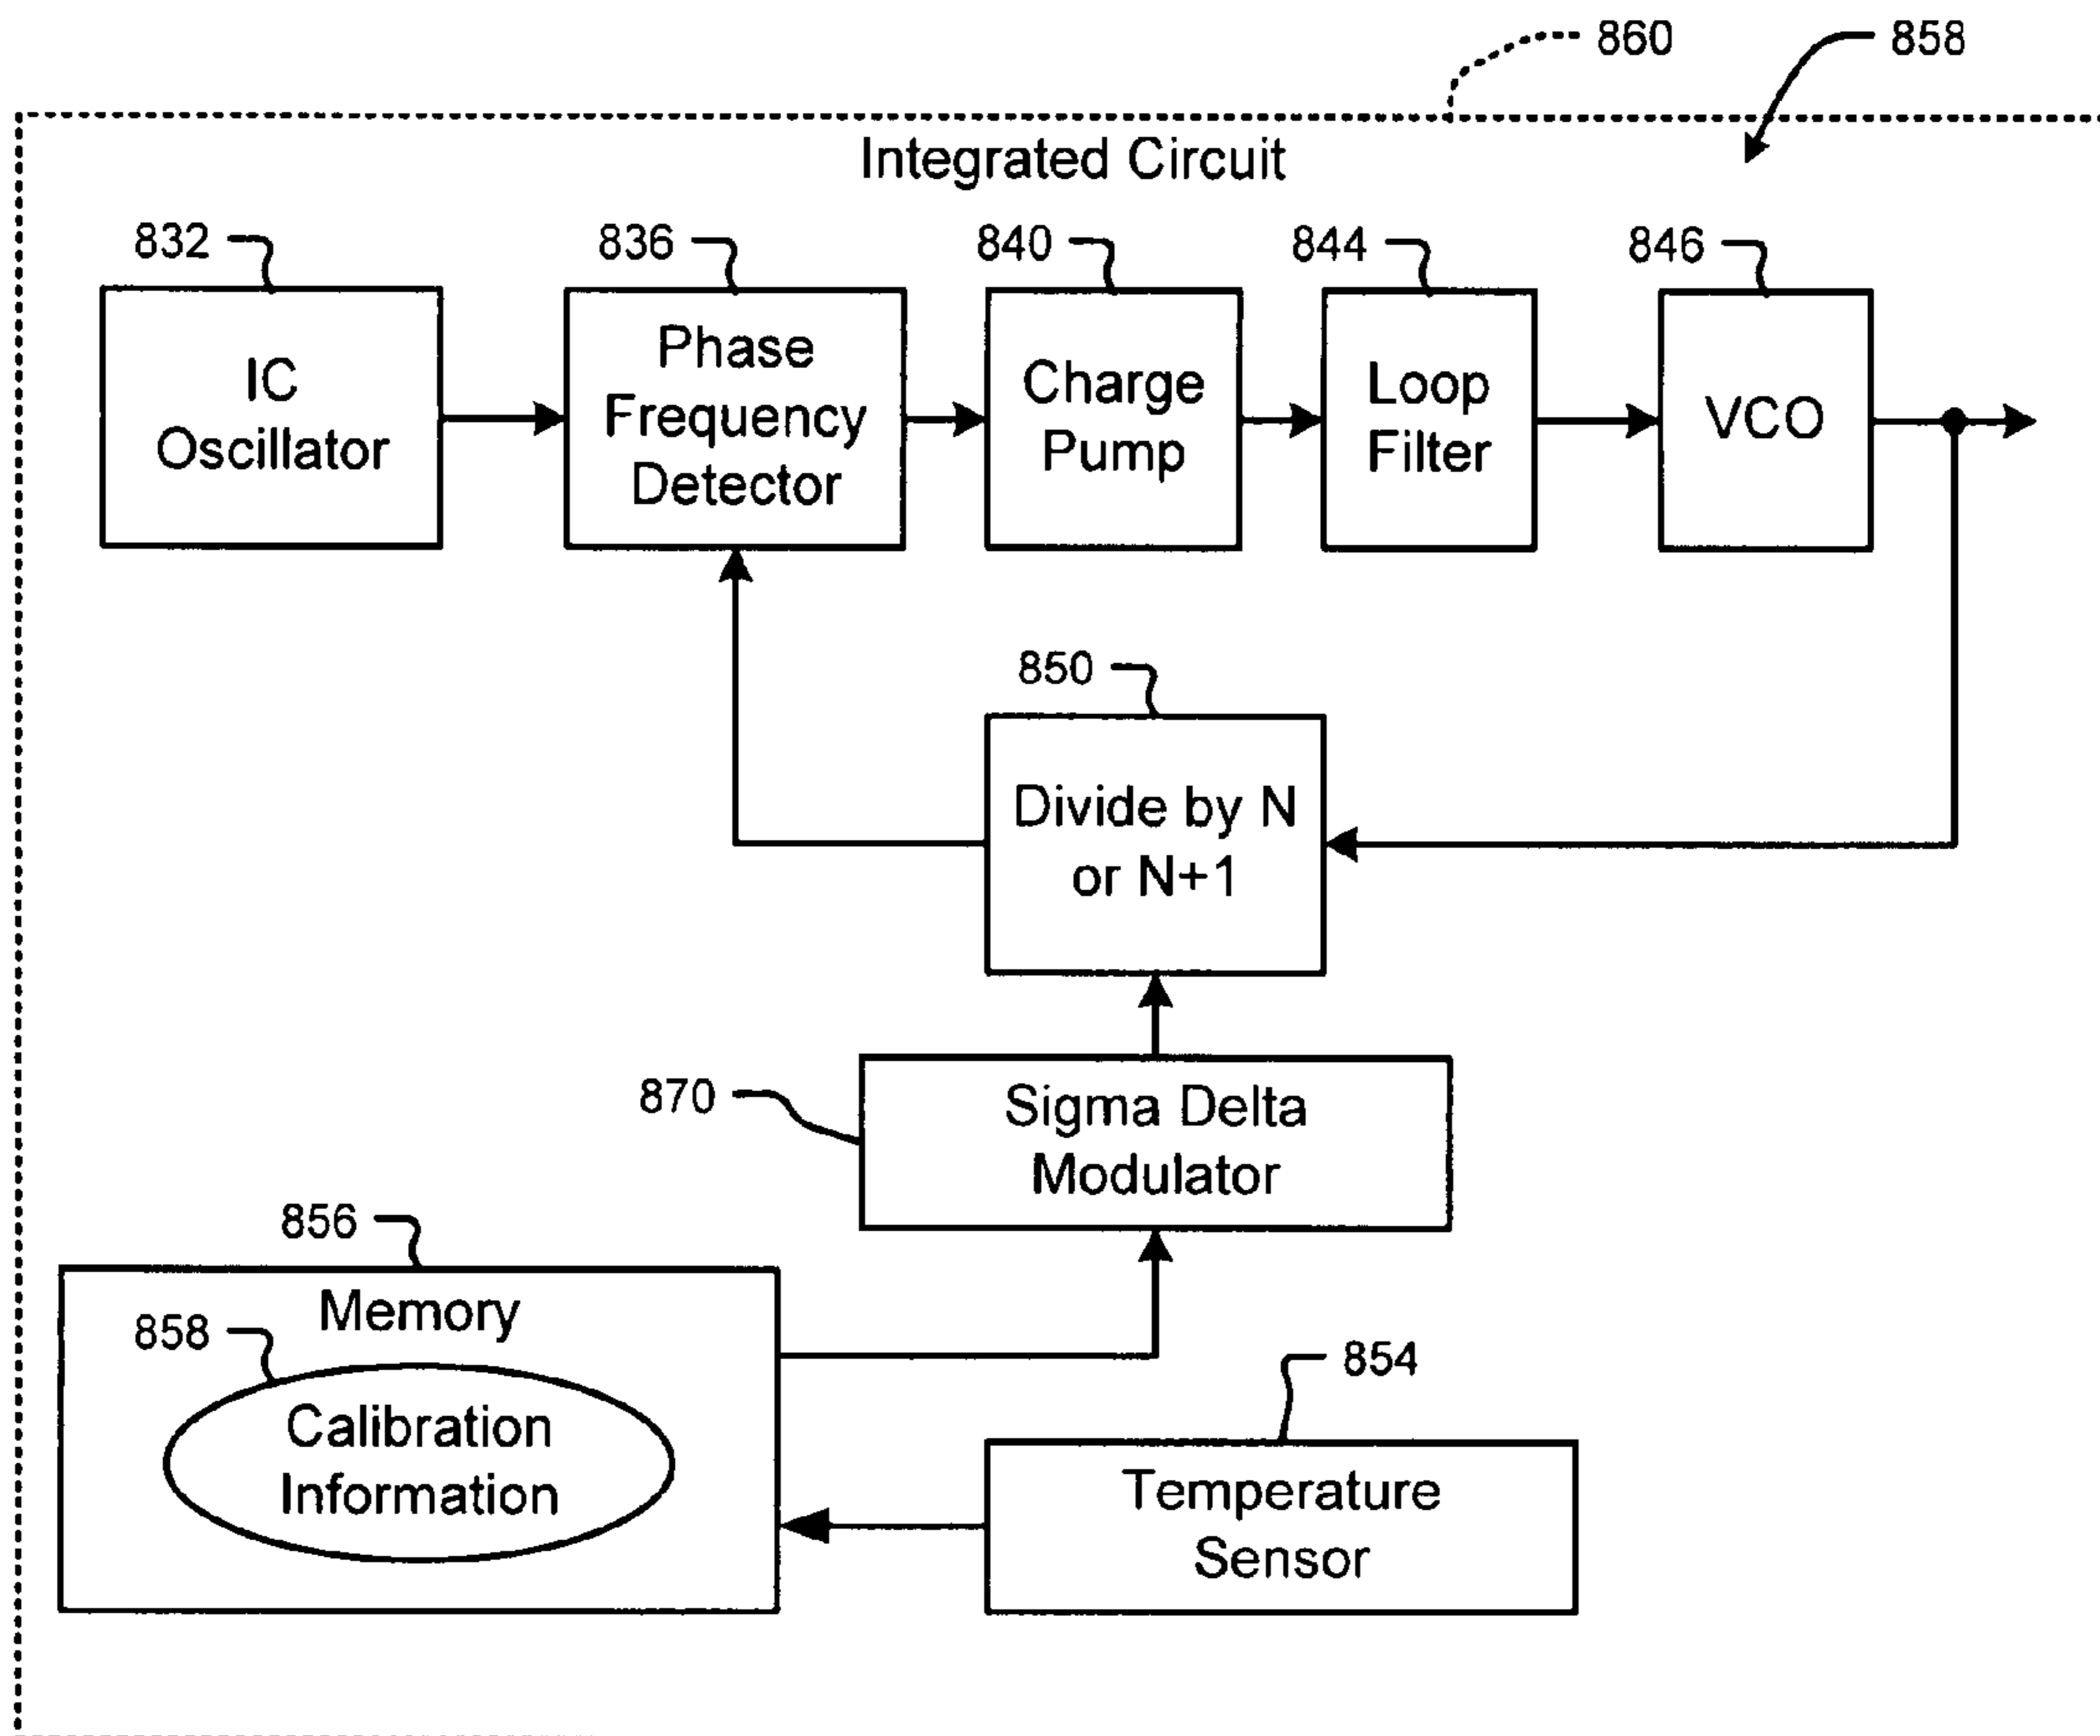 860
858
Integrated Circuit
832
836
840
844
846
IC
Oscillator
Phase
Frequency
Detector
Charge
Pump
Loop
Filter
VCO
850
Divide by N
or N+1
870
Sigma Delta
Modulator
856
Memory
858
Calibration
Information
854
Temperature
Sensor